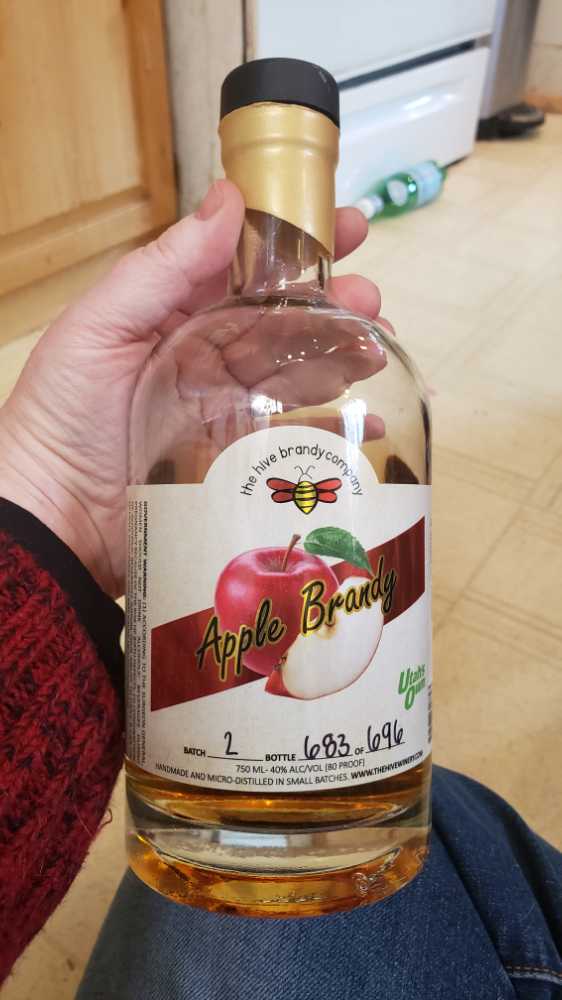 the hive brandy company
Apple Brandy
Utah's
Own
BATCH 2 BOTTLE 683 OF 696
750 ML- 40% ALC/VOL (80 PROOF)
HANDMADE AND MICRO-DISTILLED IN SMALL BATCHES. WWW.THEHIVEWINERY.COM
GOVERNMENT WARNING: (1) ACCORDING TO THE SURGEON GENERAL